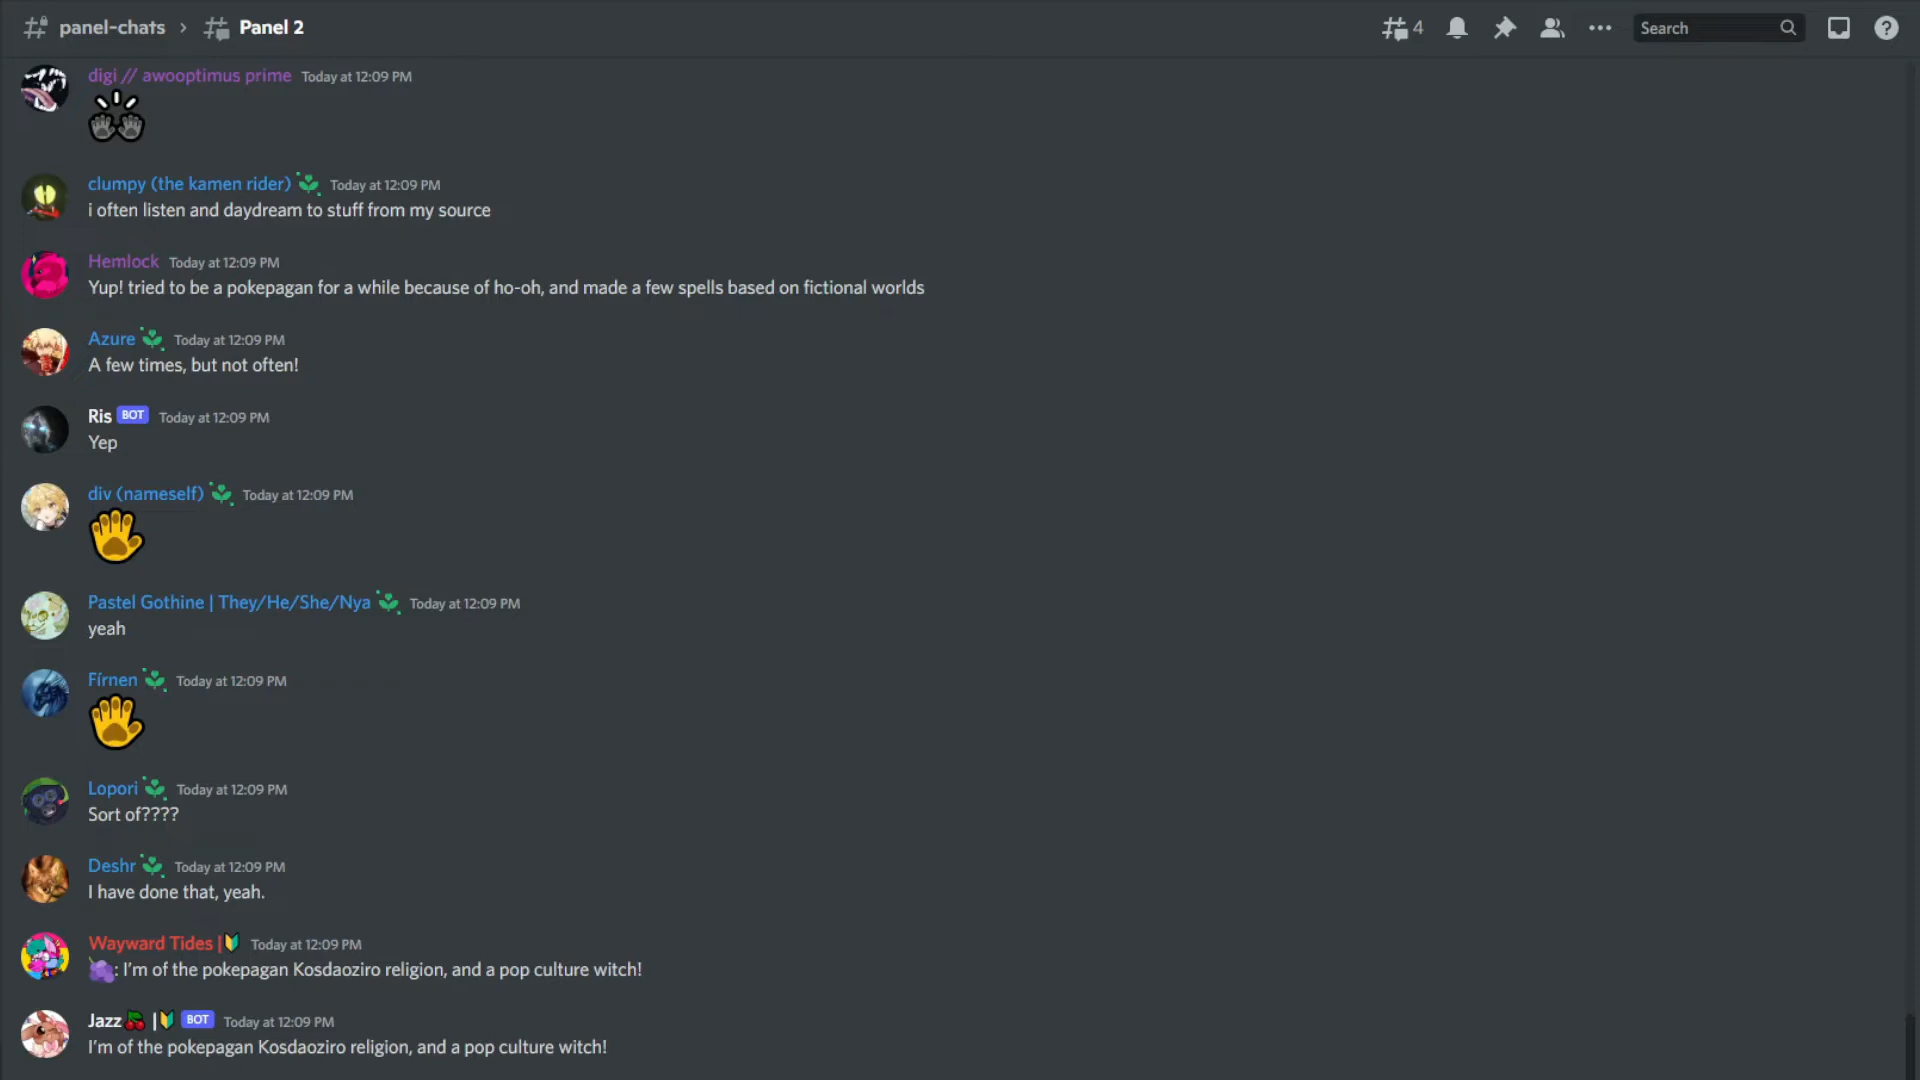 panel-chats › Panel 2 4 Search
digi // awooptimus prime Today at 12:09 PM
clumpy (the kamen rider) Today at 12:09 PM
i often listen and daydream to stuff from my source
Hemlock Today at 12:09 PM
Yup! tried to be a pokepagan for a while because of ho-oh, and made a few spells based on fictional worlds
Azure Today at 12:09 PM
A few times, but not often!
Ris BOT Today at 12:09 PM
Yep
div (nameself) Today at 12:09 PM
Pastel Gothine | They/He/She/Nya Today at 12:09 PM
yeah
Fírnen Today at 12:09 PM
Lopori Today at 12:09 PM
Sort of????
Deshr Today at 12:09 PM
I have done that, yeah.
Wayward Tides | Today at 12:09 PM
: I'm of the pokepagan Kosdaoziro religion, and a pop culture witch!
Jazz | BOT Today at 12:09 PM
I'm of the pokepagan Kosdaoziro religion, and a pop culture witch!